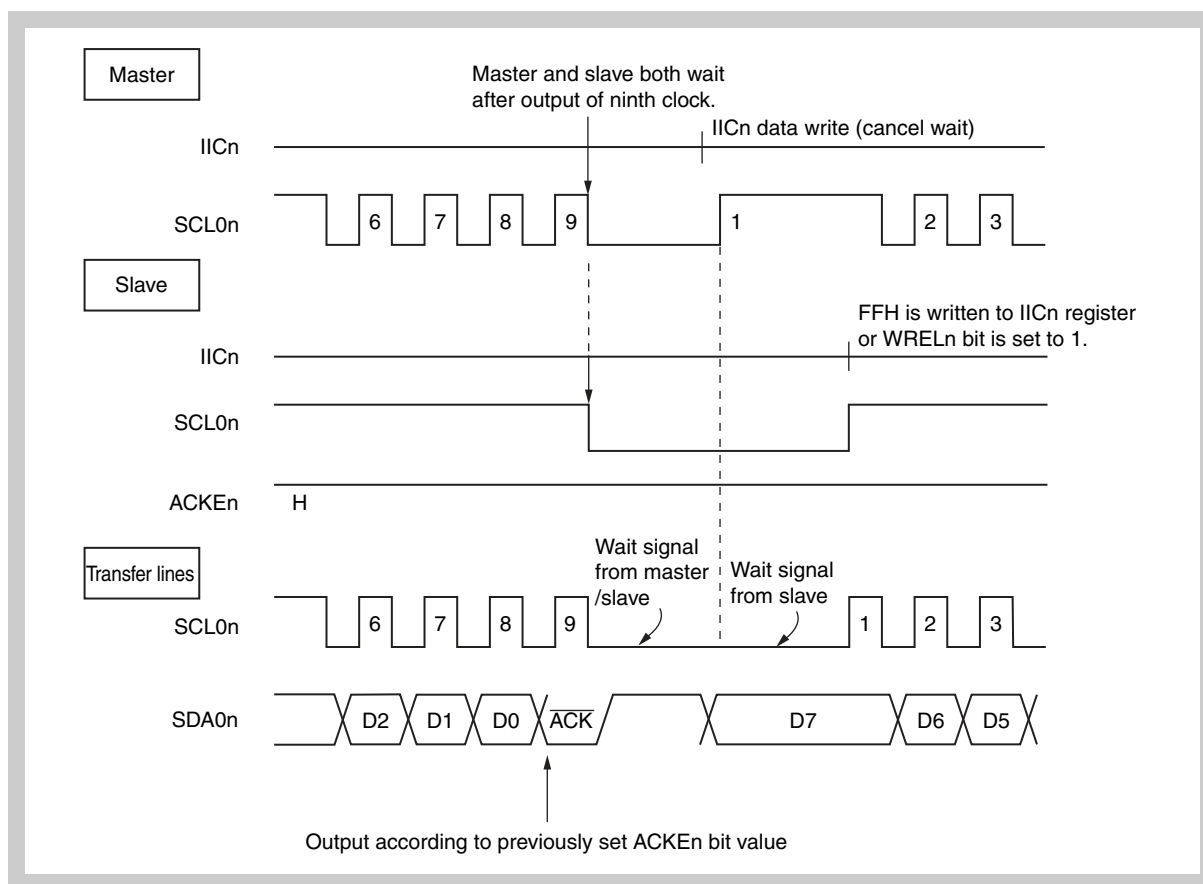 Master
Master and slave both wait
after output of ninth clock.
IICn data write (cancel wait)
IICn
SCL0n
6 7 8 9 1 2 3
Slave
FFH is written to IICn register
or WRELn bit is set to 1.
IICn
SCL0n
ACKEn H
Transfer lines
Wait signal
from master
/slave
Wait signal
from slave
SCL0n
6 7 8 9 1 2 3
SDA0n
D2 D1 D0 ACK D7 D6 D5
Output according to previously set ACKEn bit value